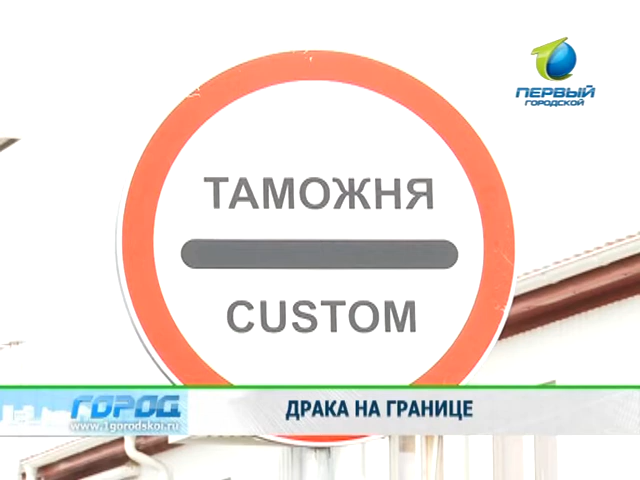 ПЕРВЫЙ
ГОРОДСКОЙ
ТАМОЖНЯ
CUSTOM
ГОРОД
www.1gorodskoi.ru
ДРАКА НА ГРАНИЦЕ